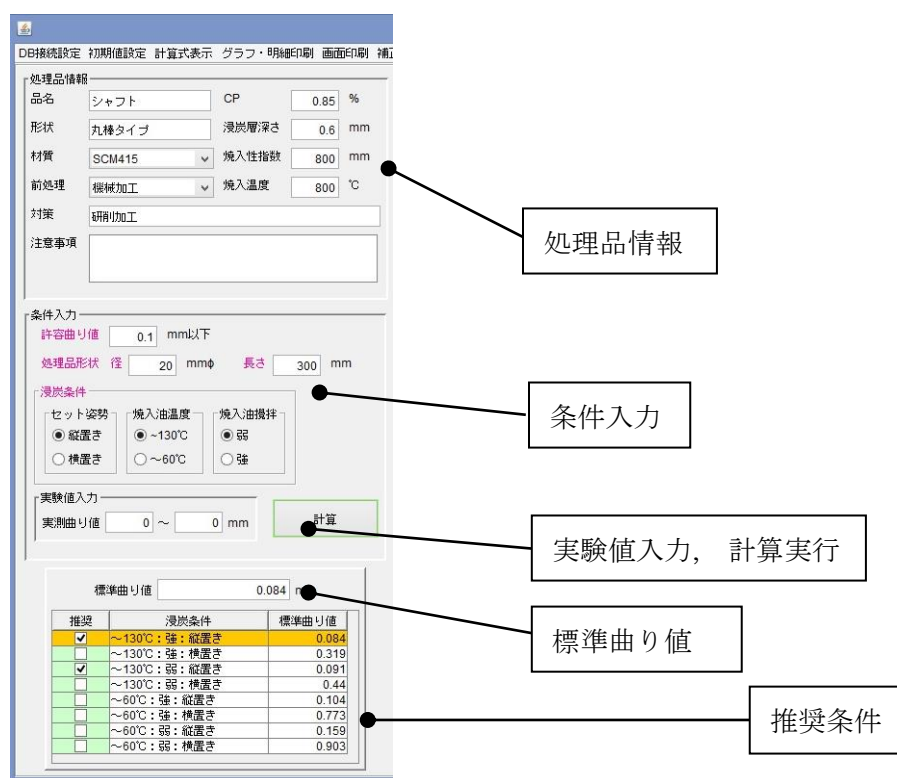 DB接続設定 初期値設定 計算式表示 グラフ・明細印刷 画面印刷 補正
処理品情報
品名 シャフト CP 0.85 %
形状 丸棒タイプ 浸炭層深さ 0.6 mm
材質 SCM415 焼入性指数 800 mm
前処理 機械加工 焼入温度 800 ℃
対策 研削加工
注意事項
処理品情報
条件入力
許容曲り値 0.1 mm以下
処理品形状 径 20 mmφ 長さ 300 mm
浸炭条件
セット姿勢 焼入油温度 焼入油攪拌
縦置き ~130℃ 弱
横置き ～60℃ 強
条件入力
実験値入力
実測曲り値 0 ～ 0 mm 計算
実験値入力, 計算実行
標準曲り値 0.084
標準曲り値
推奨 浸炭条件 標準曲り値
～130℃：強：縦置き 0.084
～130℃：強：横置き 0.319
～130℃：弱：縦置き 0.091
～130℃：弱：横置き 0.44
～60℃：強：縦置き 0.104
～60℃：強：横置き 0.773
～60℃：弱：縦置き 0.159
～60℃：弱：横置き 0.903
推奨条件